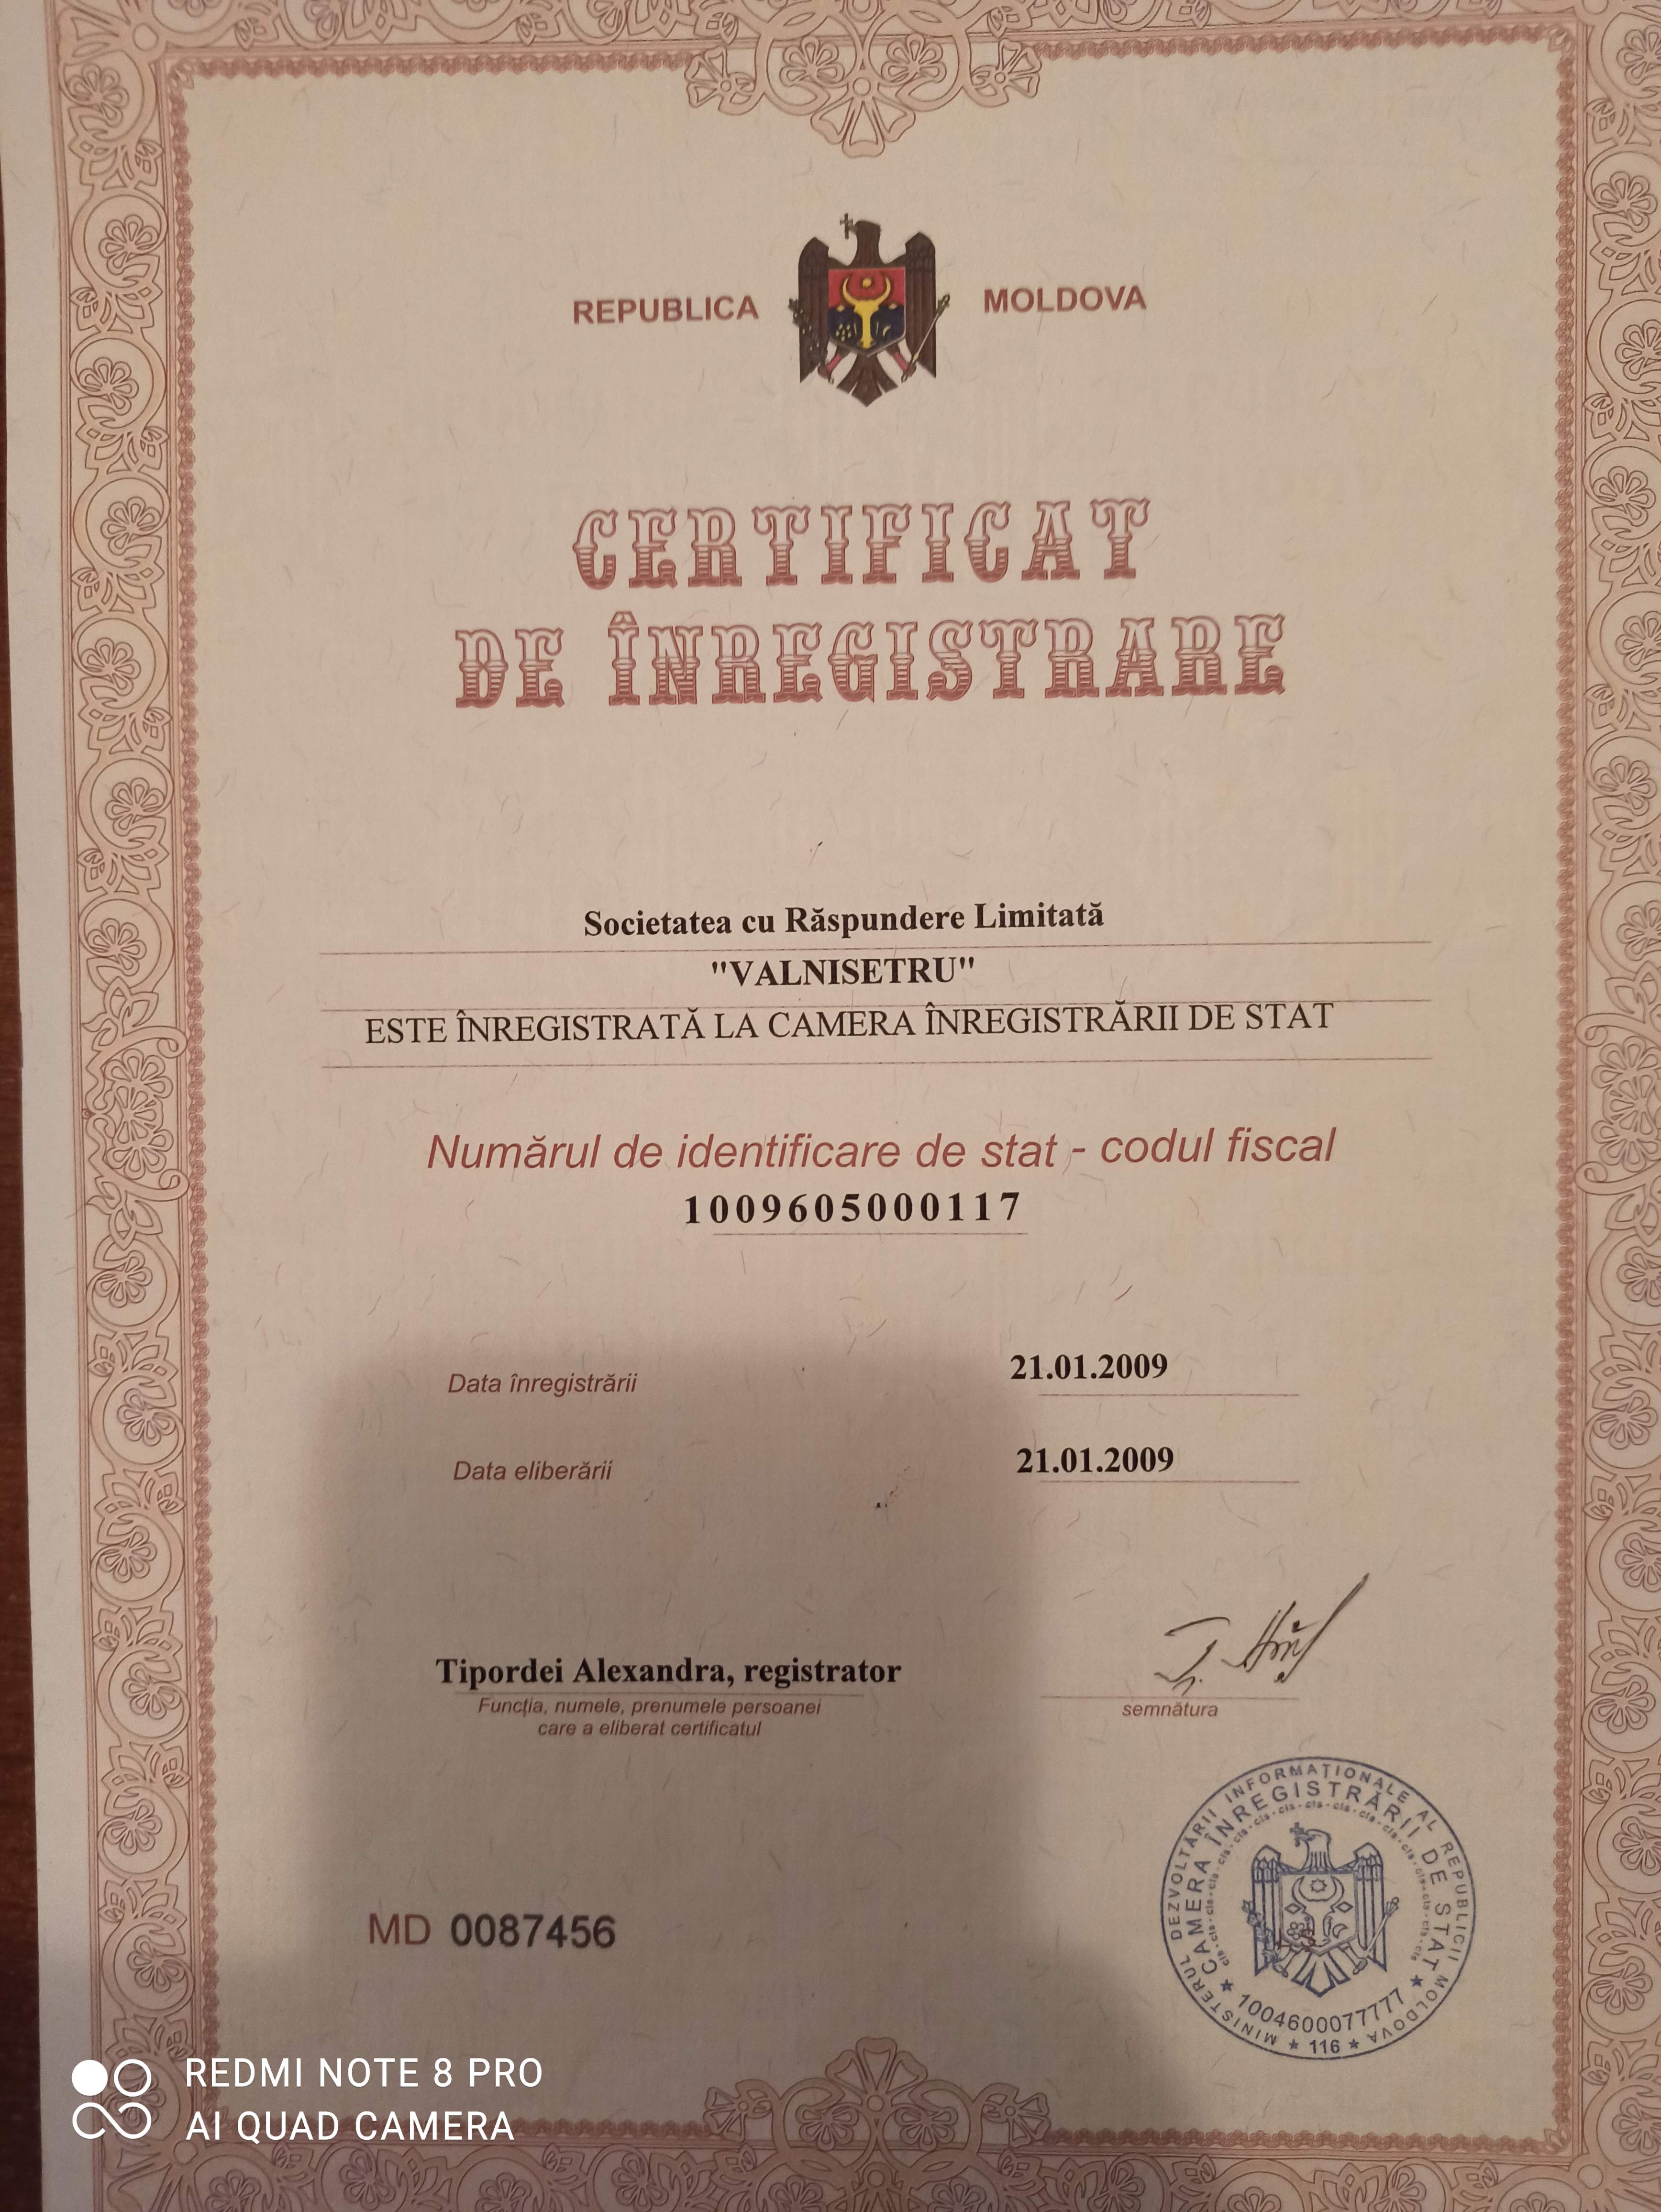 REPUBLICA MOLDOVA
CERTIFICAT
DE ÎNREGISTRARE
Societatea cu Răspundere Limitată
"VALNISETRU"
ESTE ÎNREGISTRATĂ LA CAMERA ÎNREGISTRĂRII DE STAT
Numărul de identificare de stat - codul fiscal
1009605000117
Data înregistrării 21.01.2009
Data eliberării 21.01.2009
Tipordei Alexandra, registrator
Funcția, numele, prenumele persoanei
care a eliberat certificatul
semnătura
MINISTERUL DEZVOLTĂRII INFORMAȚIONALE AL REPUBLICII MOLDOVA
CAMERA ÎNREGISTRĂRII DE STAT
1004600077777
116
MD 0087456
REDMI NOTE 8 PRO
AI QUAD CAMERA